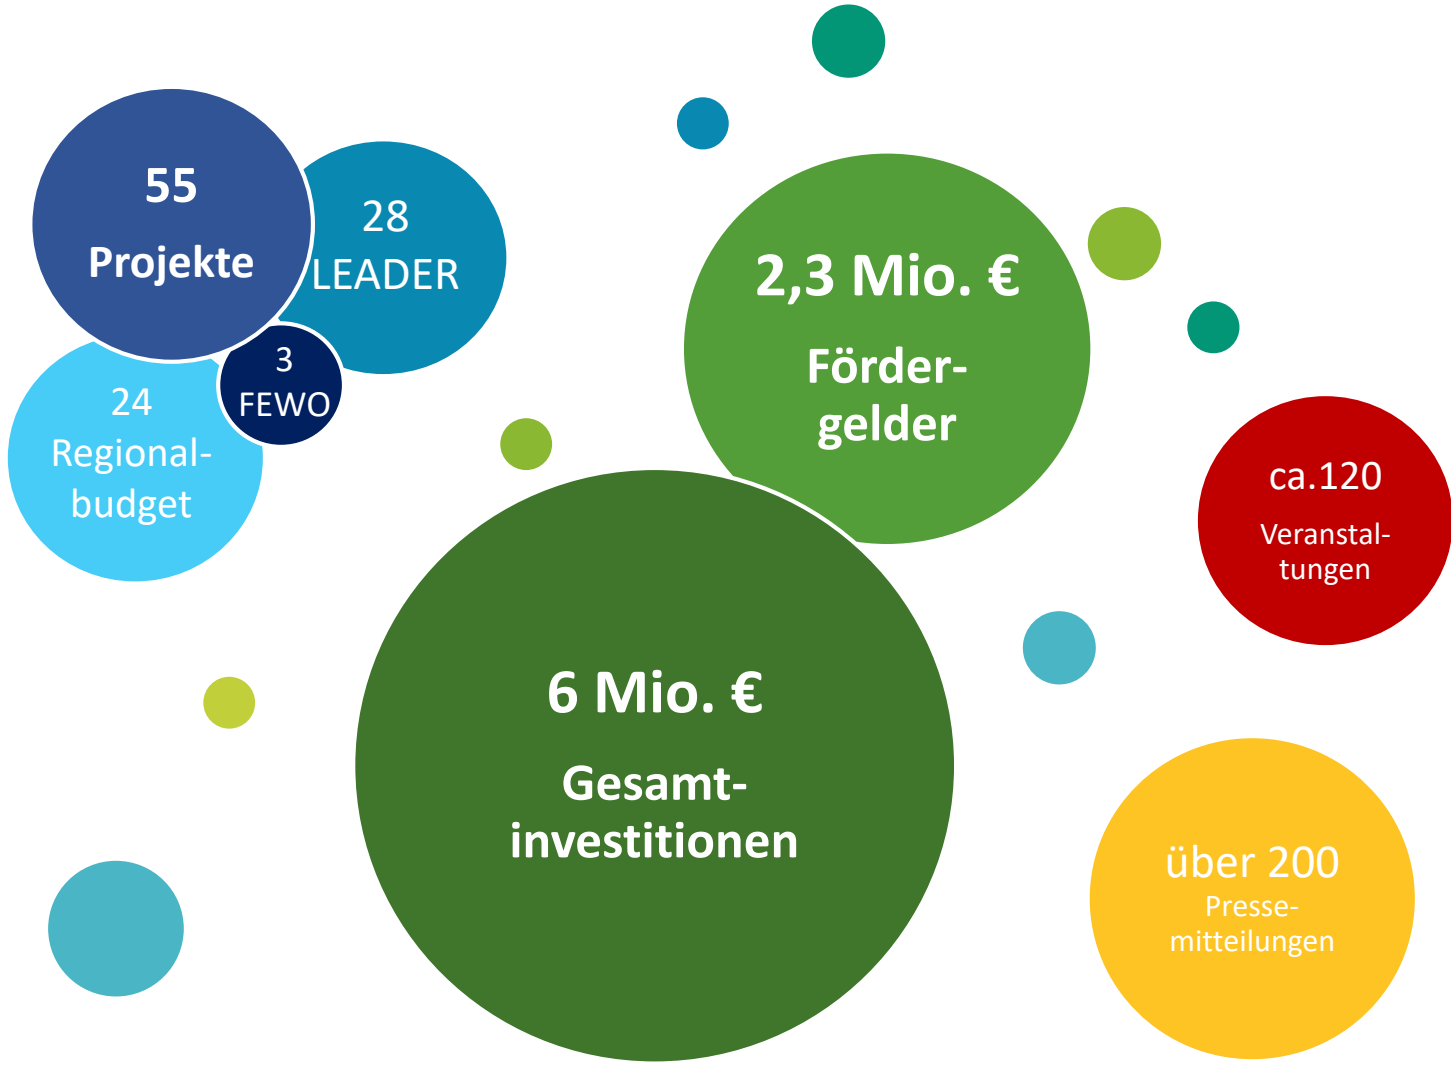 55
Projekte
28
LEADER
3
FEWO
24
Regional-
budget
2,3 Mio. €
Förder-
gelder
6 Mio. €
Gesamt-
investitionen
ca.120
Veranstal-
tungen
über 200
Presse-
mitteilungen